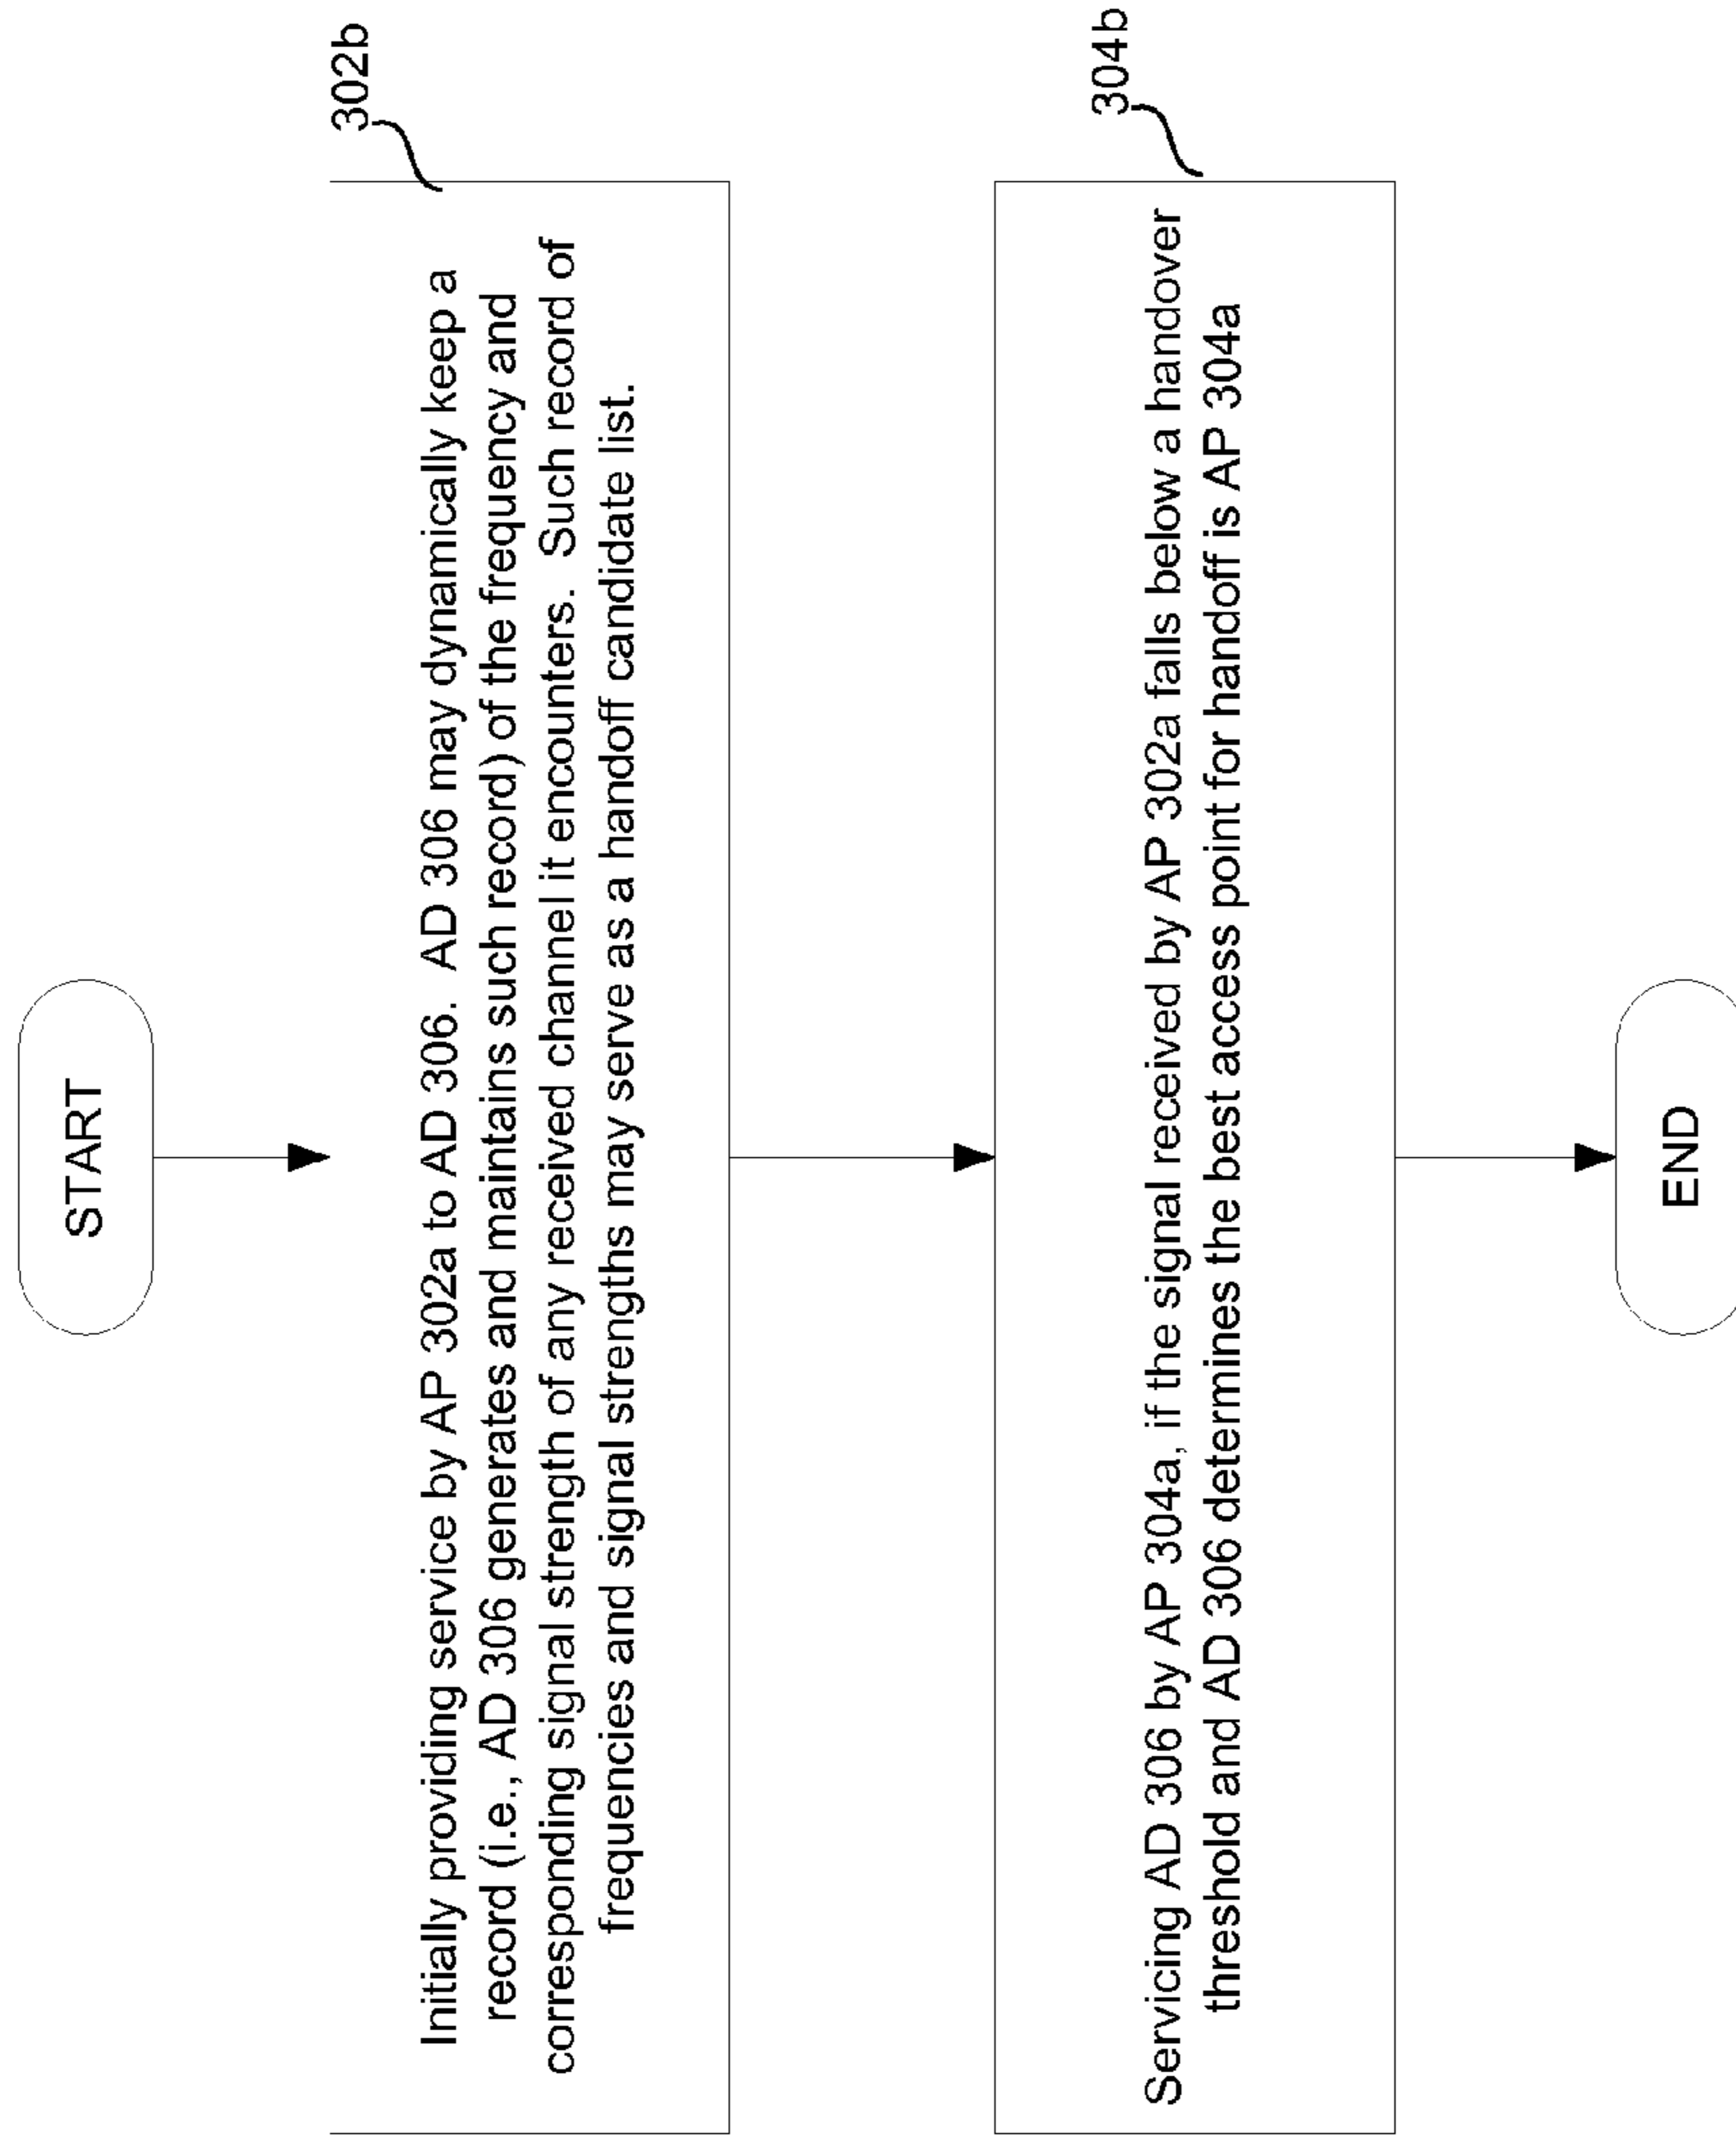 START
302b
Initially providing service by AP 302a to AD 306.  AD 306 may dynamically keep a
record (i.e., AD 306 generates and maintains such record) of the frequency and
corresponding signal strength of any received channel it encounters.  Such record of
frequencies and signal strengths may serve as a handoff candidate list.
304b
Servicing AD 306 by AP 304a, if the signal received by AP 302a falls below a handover
threshold and AD 306 determines the best access point for handoff is AP 304a
END